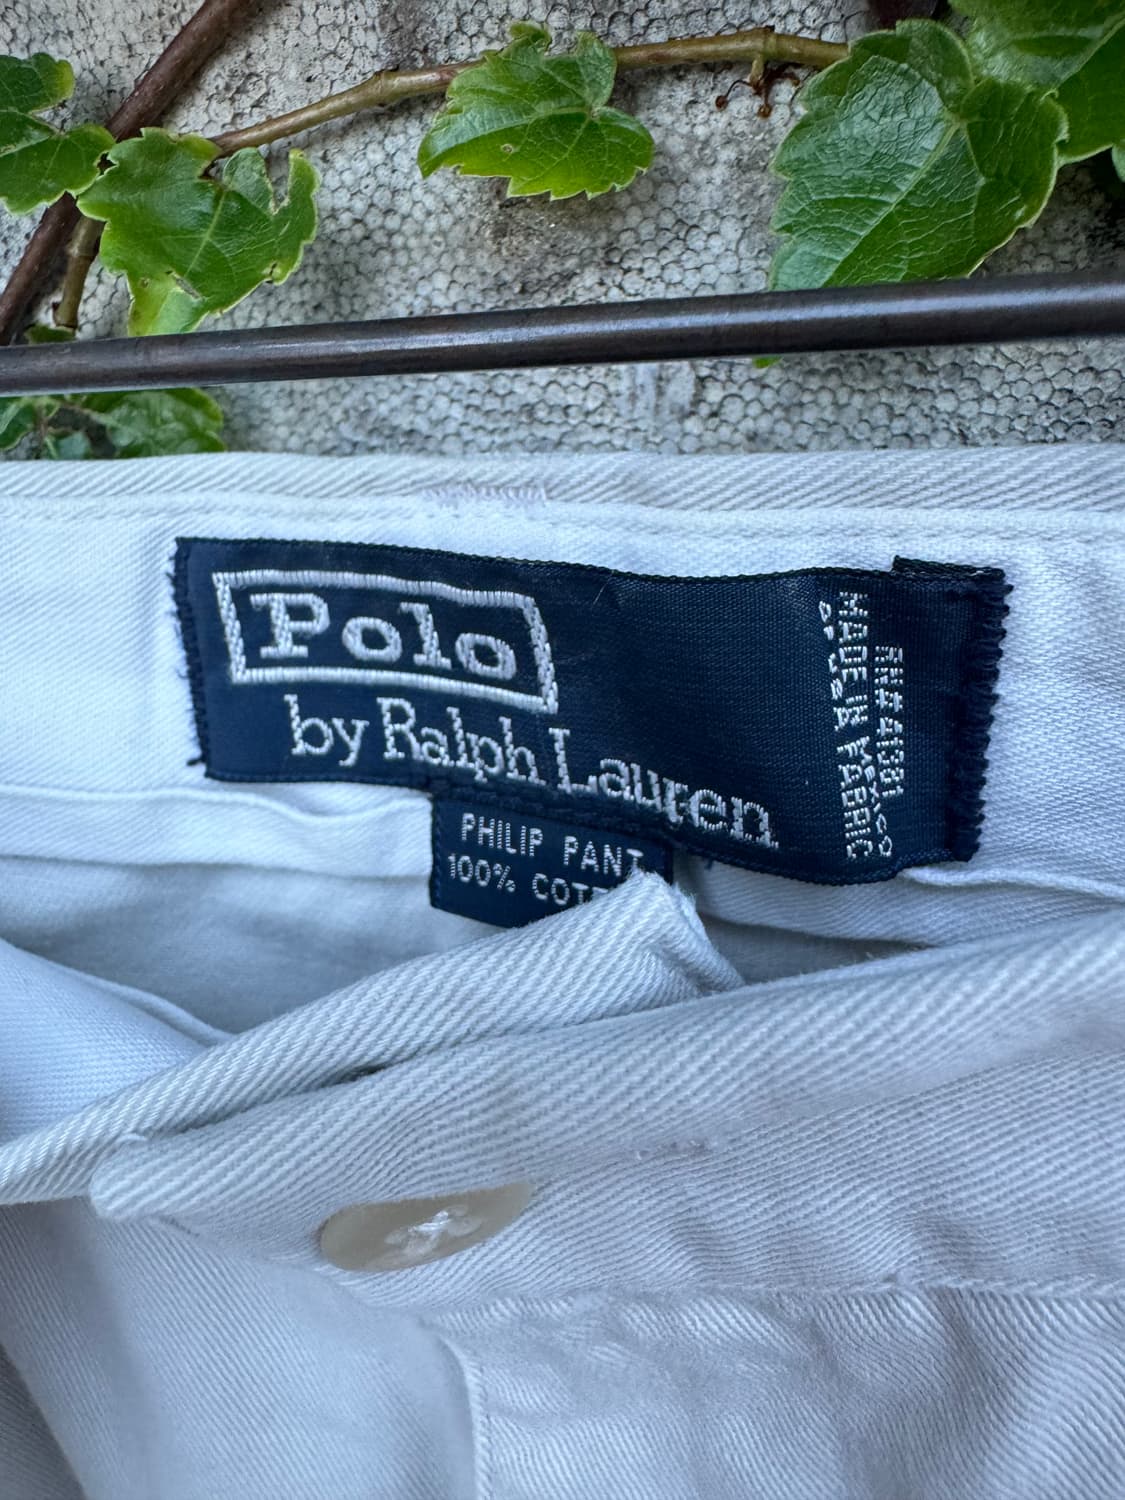 Polo
by Ralph Lauren
PHILIP PANT
100% COTT
RN#41381
MADE IN MEXICO
OF USA FABRIC